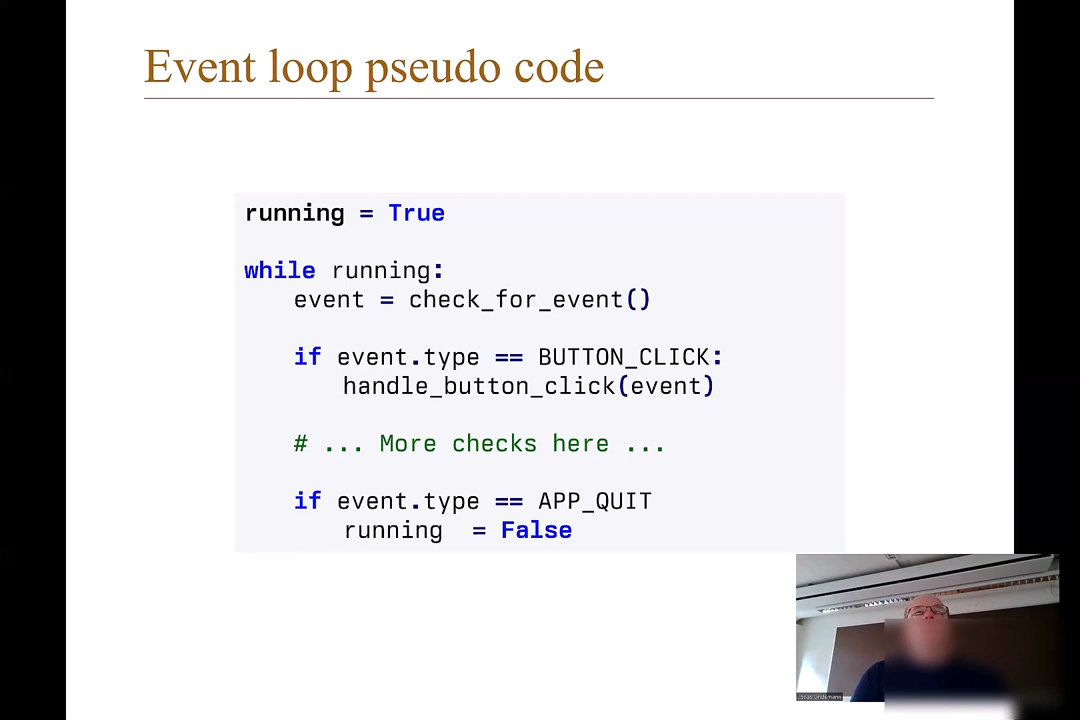 Event loop pseudo code
running = True
while running:
event = check_for_event()
if event.type == BUTTON_CLICK:
handle_button_click(event)
# ... More checks here ...
if event.type == APP_QUIT
running = False